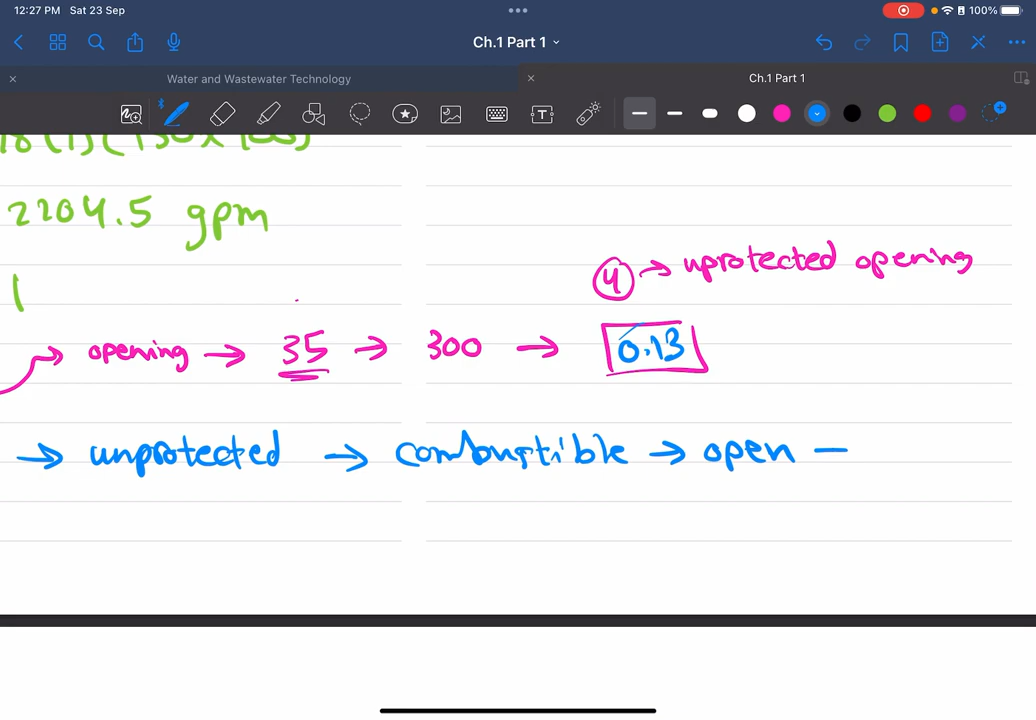 12:27 PM Sat 23 Sep
100%
Ch.1 Part 1
Water and Wastewater Technology
Ch.1 Part 1
2204.5 gpm
4 → uprotected opening
→ opening → 35 → 300 → 0.13
→ unprotected → combustible → open –